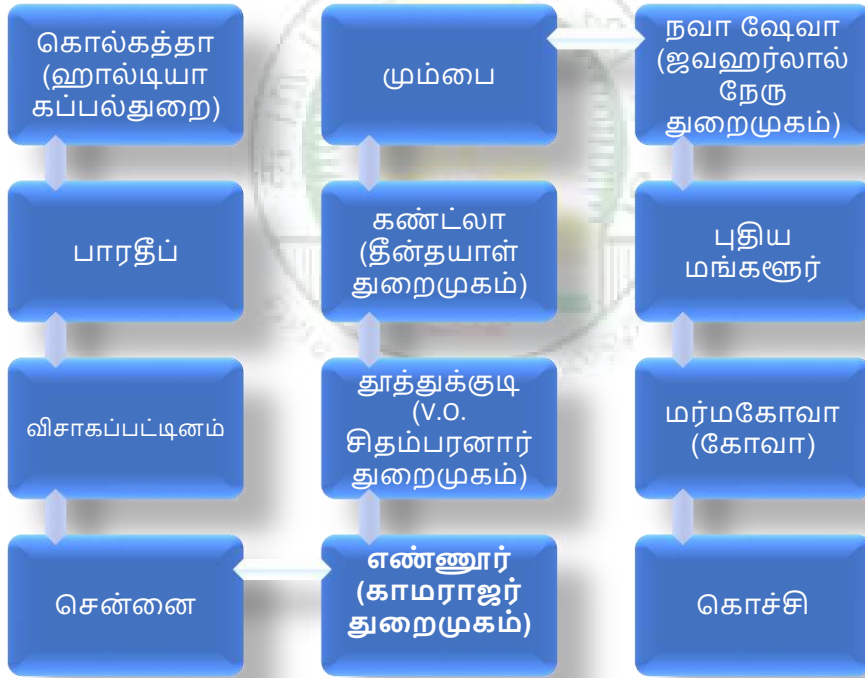 கொல்கத்தா
(ஹால்டியா
கப்பல்துறை)
பாரதீப்
விசாகப்பட்டினம்
சென்னை
எண்ணூர்
(காமராஜர்
துறைமுகம்)
தூத்துக்குடி
(V.O.
சிதம்பரனார்
துறைமுகம்)
கண்ட்லா
(தீன்தயாள்
துறைமுகம்)
மும்பை
நவா ஷேவா
(ஜவஹர்லால்
நேரு
துறைமுகம்)
புதிய
மங்களூர்
மர்மகோவா
(கோவா)
கொச்சி